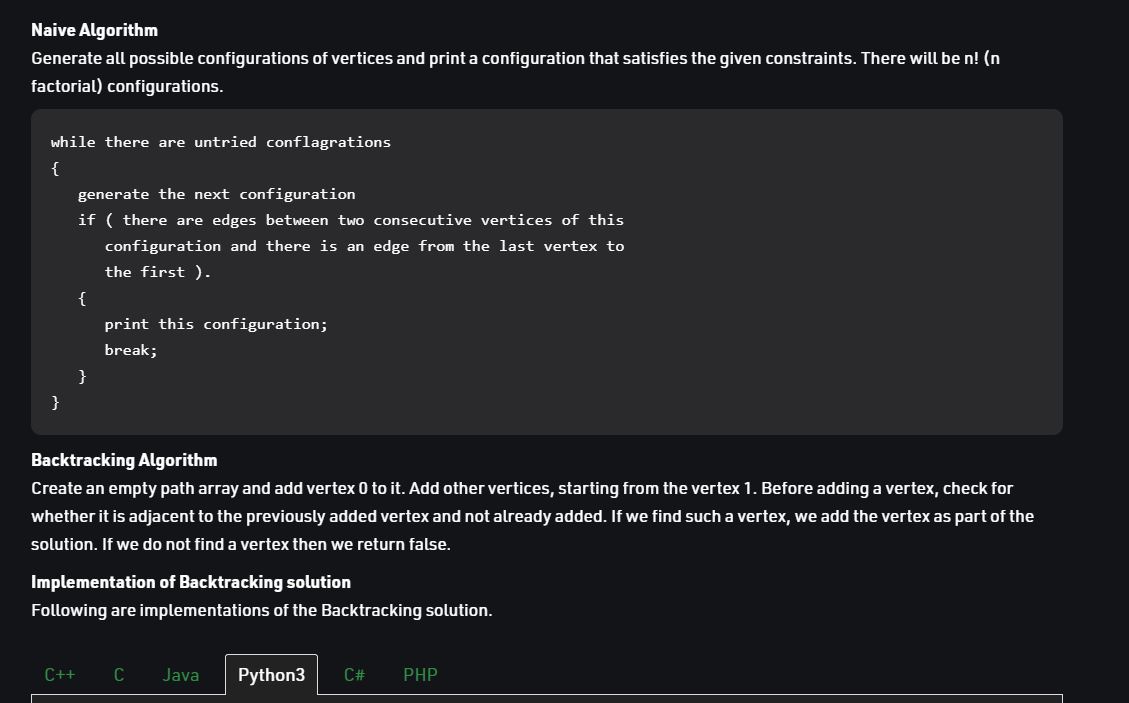 Naive Algorithm
Generate all possible configurations of vertices and print a configuration that satisfies the given constraints. There will be n! (n
factorial) configurations.
while there are untried conflagrations
{
generate the next configuration
if ( there are edges between two consecutive vertices of this
configuration and there is an edge from the last vertex to
the first ).
{
print this configuration;
break;
}
}
Backtracking Algorithm
Create an empty path array and add vertex 0 to it. Add other vertices, starting from the vertex 1. Before adding a vertex, check for
whether it is adjacent to the previously added vertex and not already added. If we find such a vertex, we add the vertex as part of the
solution. If we do not find a vertex then we return false.
Implementation of Backtracking solution
Following are implementations of the Backtracking solution.
C++ C Java Python3 C# PHP